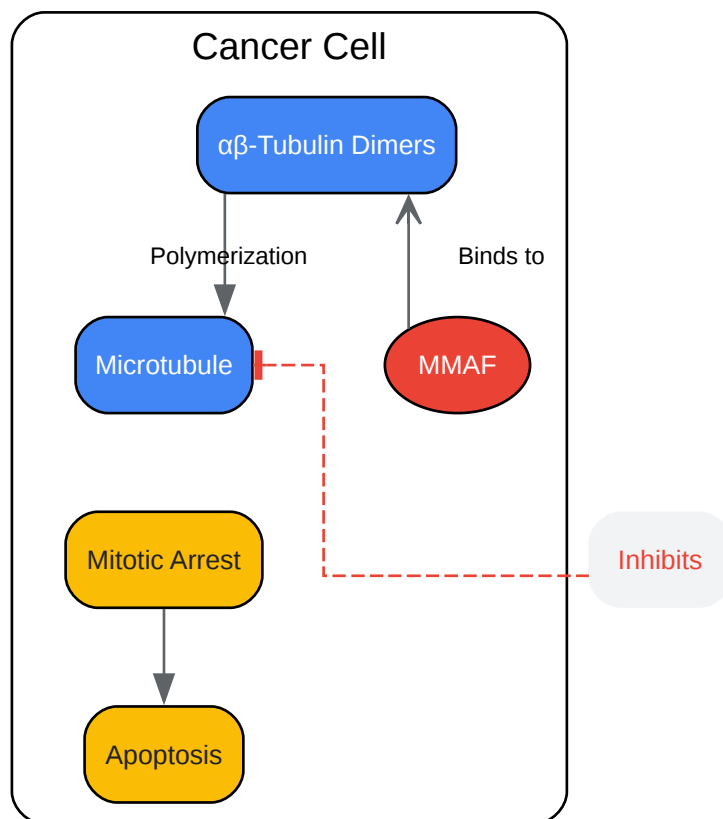 Cancer Cell
αβ-Tubulin Dimers
Polymerization
Binds to
Microtubule
MMAF
Mitotic Arrest
Inhibits
Apoptosis